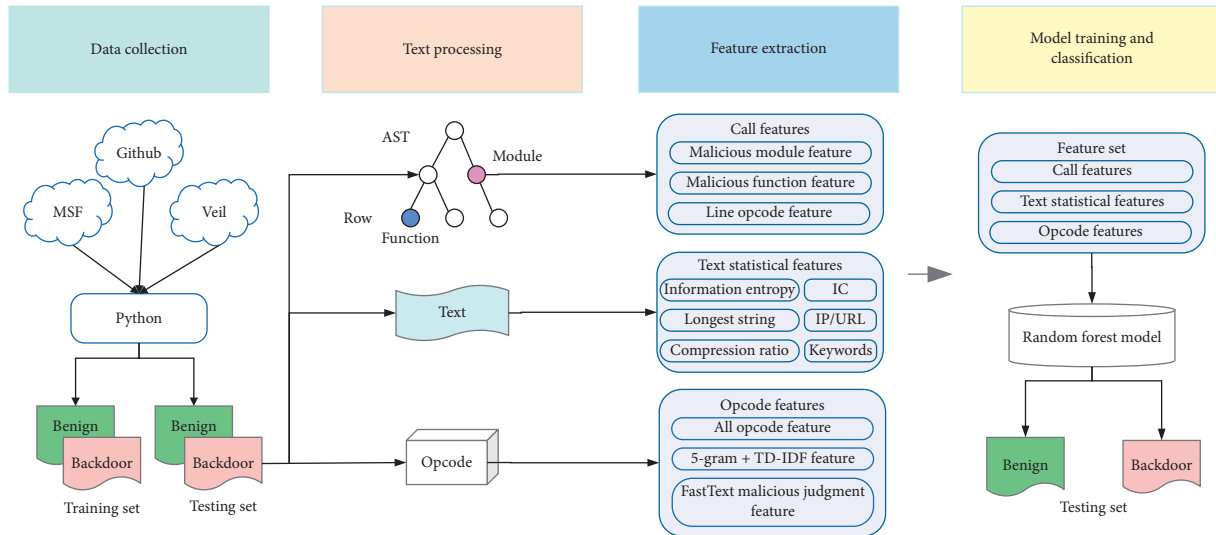 Data collection
Text processing
Feature extraction
Model training and
classification
Github
MSF
Veil
Python
Benign
Backdoor
Training set
Benign
Backdoor
Testing set
AST
Module
Row
Function
Text
Opcode
Call features
Malicious module feature
Malicious function feature
Line opcode feature
Text statistical features
Information entropy
IC
Longest string
IP/URL
Compression ratio
Keywords
Opcode features
All opcode feature
5-gram + TD-IDF feature
FastText malicious judgment
feature
Feature set
Call features
Text statistical features
Opcode features
Random forest model
Benign
Backdoor
Testing set